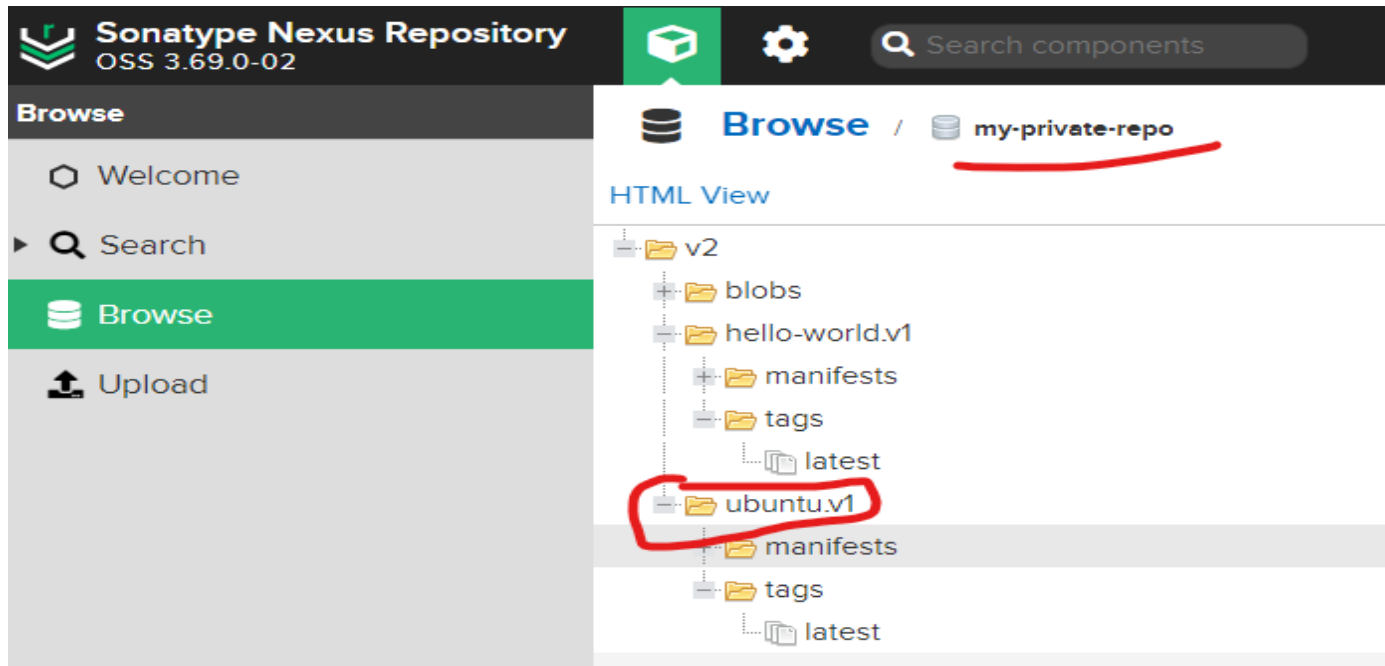 Sonatype Nexus Repository
OSS 3.69.0-02
Search components
Browse
Browse / my-private-repo
Welcome
HTML View
Search
v2
blobs
Browse
hello-world.v1
Upload
manifests
tags
latest
ubuntu.v1
manifests
tags
latest